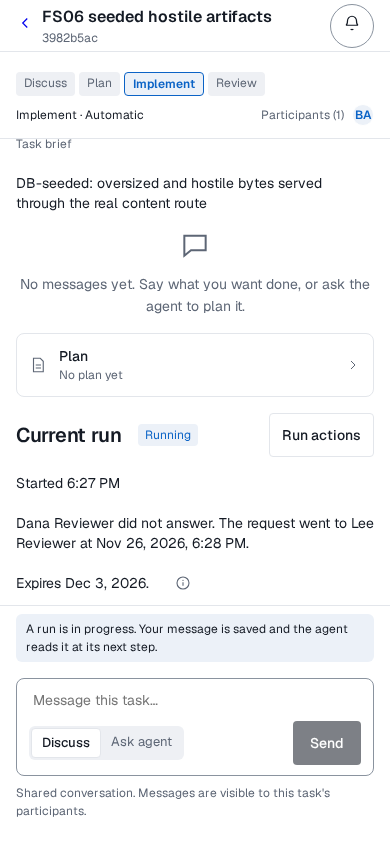 FS06 seeded hostile artifacts
3982b5ac
Discuss Plan Implement Review
Implement · Automatic Participants (1) BA
Task brief
DB-seeded: oversized and hostile bytes served
through the real content route
No messages yet. Say what you want done, or ask the
agent to plan it.
Plan
No plan yet
Current run Running Run actions
Started 6:27 PM
Dana Reviewer did not answer. The request went to Lee
Reviewer at Nov 26, 2026, 6:28 PM.
Expires Dec 3, 2026.
A run is in progress. Your message is saved and the agent
reads it at its next step.
Message this task...
Discuss Ask agent Send
Shared conversation. Messages are visible to this task's
participants.